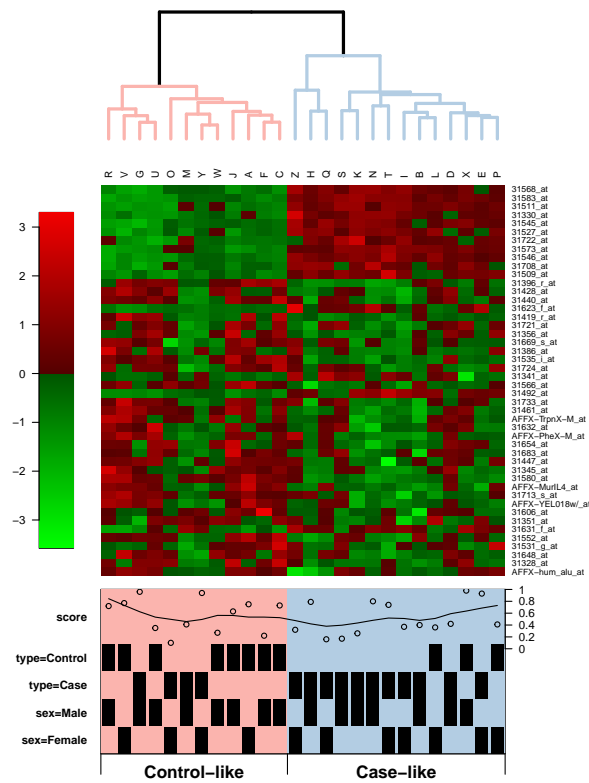 R V G U O M Y W J A F C Z H Q S K N T I B L D X E P
31568_at
31583_at
31511_at
31330_at
31545_at
31527_at
31722_at
31573_at
31546_at
31708_at
31509_at
31396_r_at
31428_at
31440_at
31623_f_at
31419_r_at
31721_at
31356_at
31669_s_at
31386_at
31535_i_at
31724_at
31341_at
31566_at
31492_at
31733_at
31461_at
AFFX-TrpnX-M_at
31632_at
AFFX-PheX-M_at
31654_at
31683_at
31447_at
31345_at
31580_at
AFFX-MurIL4_at
31713_s_at
AFFX-YEL018w/_at
31606_at
31351_at
31631_f_at
31552_at
31531_g_at
31648_at
31328_at
AFFX-hum_alu_at
3
2
1
0
-1
-2
-3
score
1
0.8
0.6
0.4
0.2
0
type=Control
type=Case
sex=Male
sex=Female
Control-like Case-like